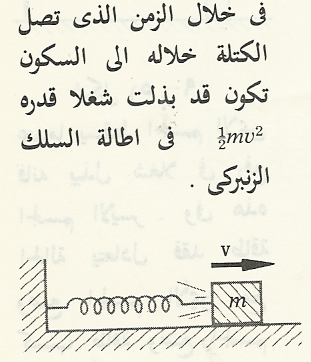 فى خلال الزمن الذى تصل
الكتلة خلاله الى السكون
تكون قد بذلت شغلا قدره
½mv² فى اطالة السلك
الزنبركى .
v
m